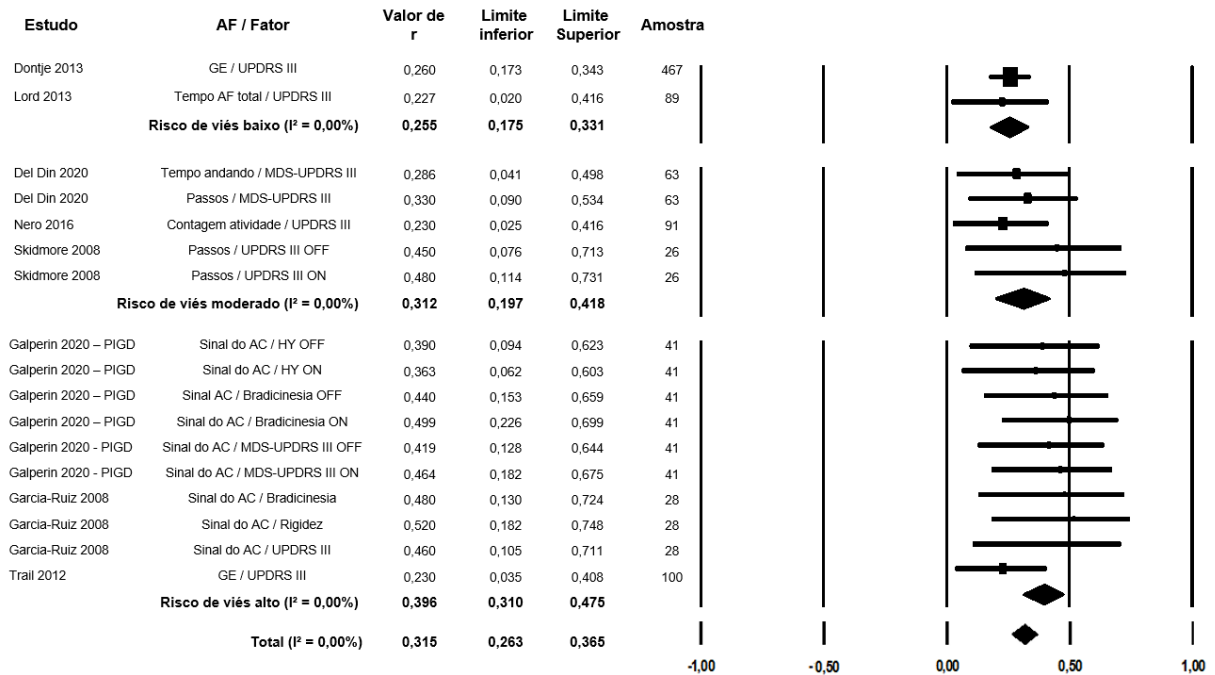 Estudo AF / Fator Valor de r Limite inferior Limite Superior Amostra
Dontje 2013 GE / UPDRS III 0,260 0,173 0,343 467
Lord 2013 Tempo AF total / UPDRS III 0,227 0,020 0,416 89
Risco de viés baixo (I² = 0,00%) 0,255 0,175 0,331
Del Din 2020 Tempo andando / MDS-UPDRS III 0,286 0,041 0,498 63
Del Din 2020 Passos / MDS-UPDRS III 0,330 0,090 0,534 63
Nero 2016 Contagem atividade / UPDRS III 0,230 0,025 0,416 91
Skidmore 2008 Passos / UPDRS III OFF 0,450 0,076 0,713 26
Skidmore 2008 Passos / UPDRS III ON 0,480 0,114 0,731 26
Risco de viés moderado (I² = 0,00%) 0,312 0,197 0,418
Galperin 2020 – PIGD Sinal do AC / HY OFF 0,390 0,094 0,623 41
Galperin 2020 – PIGD Sinal do AC / HY ON 0,363 0,062 0,603 41
Galperin 2020 – PIGD Sinal AC / Bradicinesia OFF 0,440 0,153 0,659 41
Galperin 2020 – PIGD Sinal do AC / Bradicinesia ON 0,499 0,226 0,699 41
Galperin 2020 - PIGD Sinal do AC / MDS-UPDRS III OFF 0,419 0,128 0,644 41
Galperin 2020 - PIGD Sinal do AC / MDS-UPDRS III ON 0,464 0,182 0,675 41
Garcia-Ruiz 2008 Sinal do AC / Bradicinesia 0,480 0,130 0,724 28
Garcia-Ruiz 2008 Sinal do AC / Rigidez 0,520 0,182 0,748 28
Garcia-Ruiz 2008 Sinal do AC / UPDRS III 0,460 0,105 0,711 28
Trail 2012 GE / UPDRS III 0,230 0,035 0,408 100
Risco de viés alto (I² = 0,00%) 0,396 0,310 0,475
Total (I² = 0,00%) 0,315 0,263 0,365
-1,00 -0,50 0,00 0,50 1,00